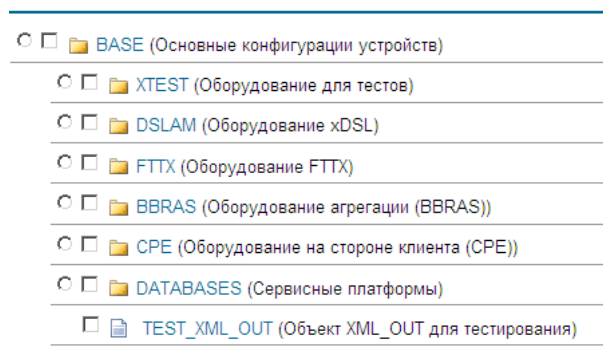 BASE (Основные конфигурации устройств)
XTEST (Оборудование для тестов)
DSLAM (Оборудование xDSL)
FTTX (Оборудование FTTX)
BBRAS (Оборудование агрегации (BBRAS))
CPE (Оборудование на стороне клиента (CPE))
DATABASES (Сервисные платформы)
TEST_XML_OUT (Объект XML_OUT для тестирования)